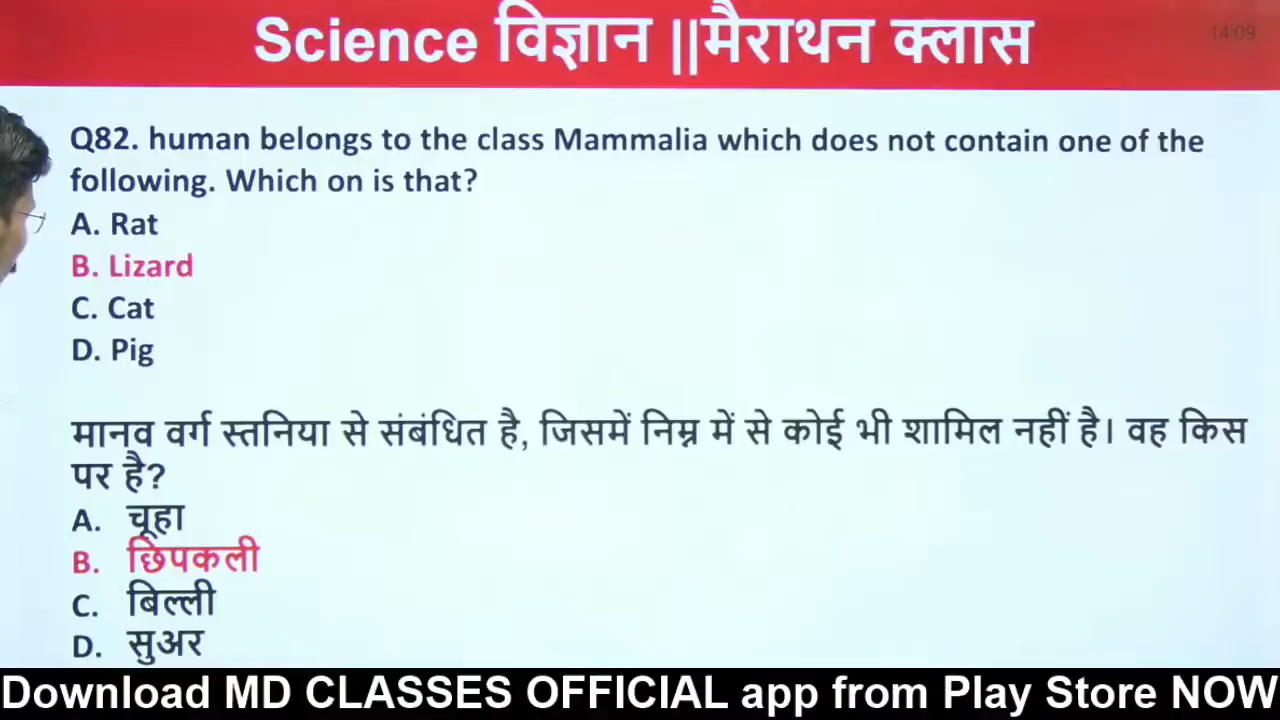 Science विज्ञान ||मैराथन क्लास
14:09
Q82. human belongs to the class Mammalia which does not contain one of the
following. Which on is that?
A. Rat
B. Lizard
C. Cat
D. Pig
मानव वर्ग स्तनिया से संबंधित है, जिसमें निम्न में से कोई भी शामिल नहीं है। वह किस
पर है?
A. चूहा
B. छिपकली
C. बिल्ली
D. सुअर
Download MD CLASSES OFFICIAL app from Play Store NOW